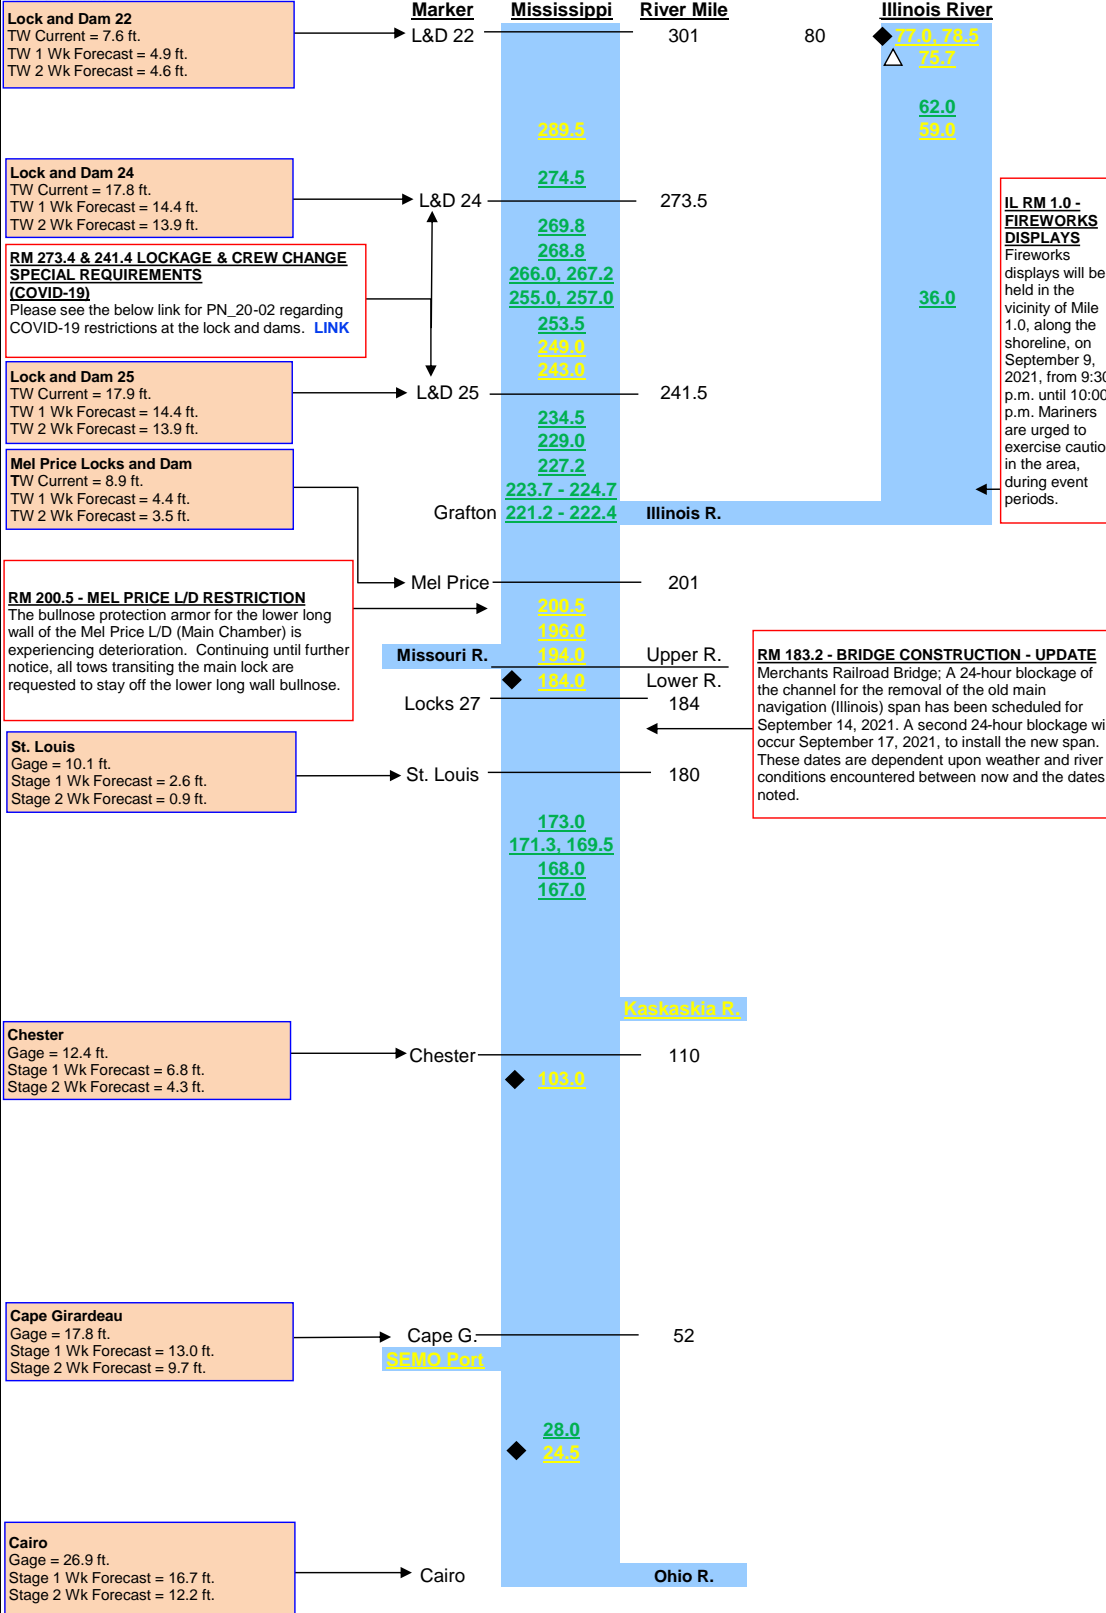 Marker Mississippi River Mile Illinois River
Lock and Dam 22
TW Current = 7.6 ft.
TW 1 Wk Forecast = 4.9 ft.
TW 2 Wk Forecast = 4.6 ft.
L&D 22 301 80 77.0, 78.5
75.7
62.0
59.0
289.5
274.5
Lock and Dam 24
TW Current = 17.8 ft.
TW 1 Wk Forecast = 14.4 ft.
TW 2 Wk Forecast = 13.9 ft.
L&D 24 273.5
269.8
268.8
266.0, 267.2
255.0, 257.0
253.5
249.0
243.0
36.0
RM 273.4 & 241.4 LOCKAGE & CREW CHANGE
SPECIAL REQUIREMENTS
(COVID-19)
Please see the below link for PN_20-02 regarding
COVID-19 restrictions at the lock and dams. LINK
IL RM 1.0 -
FIREWORKS
DISPLAYS
Fireworks
displays will be
held in the
vicinity of Mile
1.0, along the
shoreline, on
September 9,
2021, from 9:30
p.m. until 10:00
p.m. Mariners
are urged to
exercise cautio
in the area,
during event
periods.
Lock and Dam 25
TW Current = 17.9 ft.
TW 1 Wk Forecast = 14.4 ft.
TW 2 Wk Forecast = 13.9 ft.
L&D 25 241.5
234.5
229.0
227.2
223.7 - 224.7
Grafton 221.2 - 222.4 Illinois R.
Mel Price Locks and Dam
TW Current = 8.9 ft.
TW 1 Wk Forecast = 4.4 ft.
TW 2 Wk Forecast = 3.5 ft.
Mel Price 201
200.5
196.0
Missouri R. 194.0 Upper R.
184.0 Lower R.
Locks 27 184
RM 200.5 - MEL PRICE L/D RESTRICTION
The bullnose protection armor for the lower long
wall of the Mel Price L/D (Main Chamber) is
experiencing deterioration. Continuing until further
notice, all tows transiting the main lock are
requested to stay off the lower long wall bullnose.
RM 183.2 - BRIDGE CONSTRUCTION - UPDATE
Merchants Railroad Bridge; A 24-hour blockage of
the channel for the removal of the old main
navigation (Illinois) span has been scheduled for
September 14, 2021. A second 24-hour blockage wi
occur September 17, 2021, to install the new span.
These dates are dependent upon weather and river
conditions encountered between now and the dates
noted.
St. Louis
Gage = 10.1 ft.
Stage 1 Wk Forecast = 2.6 ft.
Stage 2 Wk Forecast = 0.9 ft.
St. Louis 180
173.0
171.3, 169.5
168.0
167.0
Kaskaskia R.
Chester
Gage = 12.4 ft.
Stage 1 Wk Forecast = 6.8 ft.
Stage 2 Wk Forecast = 4.3 ft.
Chester 110
103.0
Cape Girardeau
Gage = 17.8 ft.
Stage 1 Wk Forecast = 13.0 ft.
Stage 2 Wk Forecast = 9.7 ft.
Cape G. 52
SEMO Port
28.0
24.5
Cairo
Gage = 26.9 ft.
Stage 1 Wk Forecast = 16.7 ft.
Stage 2 Wk Forecast = 12.2 ft.
Cairo Ohio R.